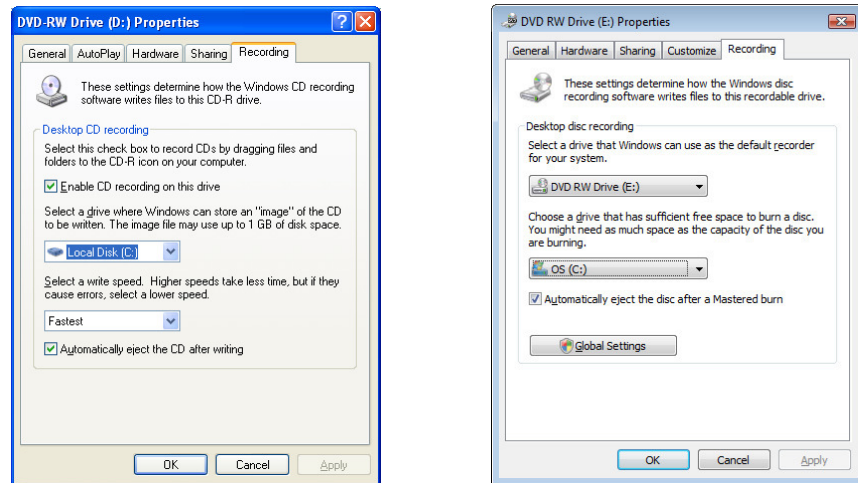 DVD-RW Drive (D:) Properties
General AutoPlay Hardware Sharing Recording
These settings determine how the Windows CD recording
software writes files to this CD-R drive.
Desktop CD recording
Select this check box to record CDs by dragging files and
folders to the CD-R icon on your computer.
Enable CD recording on this drive
Select a drive where Windows can store an "image" of the CD
to be written. The image file may use up to 1 GB of disk space.
Local Disk (C:)
Select a write speed. Higher speeds take less time, but if they
cause errors, select a lower speed.
Fastest
Automatically eject the CD after writing
OK Cancel Apply
DVD RW Drive (E:) Properties
General Hardware Sharing Customize Recording
These settings determine how the Windows disc
recording software writes files to this recordable drive.
Desktop disc recording
Select a drive that Windows can use as the default recorder
for your system.
DVD RW Drive (E:)
Choose a drive that has sufficient free space to burn a disc.
You might need as much space as the capacity of the disc you
are burning.
OS (C:)
Automatically eject the disc after a Mastered burn
Global Settings
OK Cancel Apply